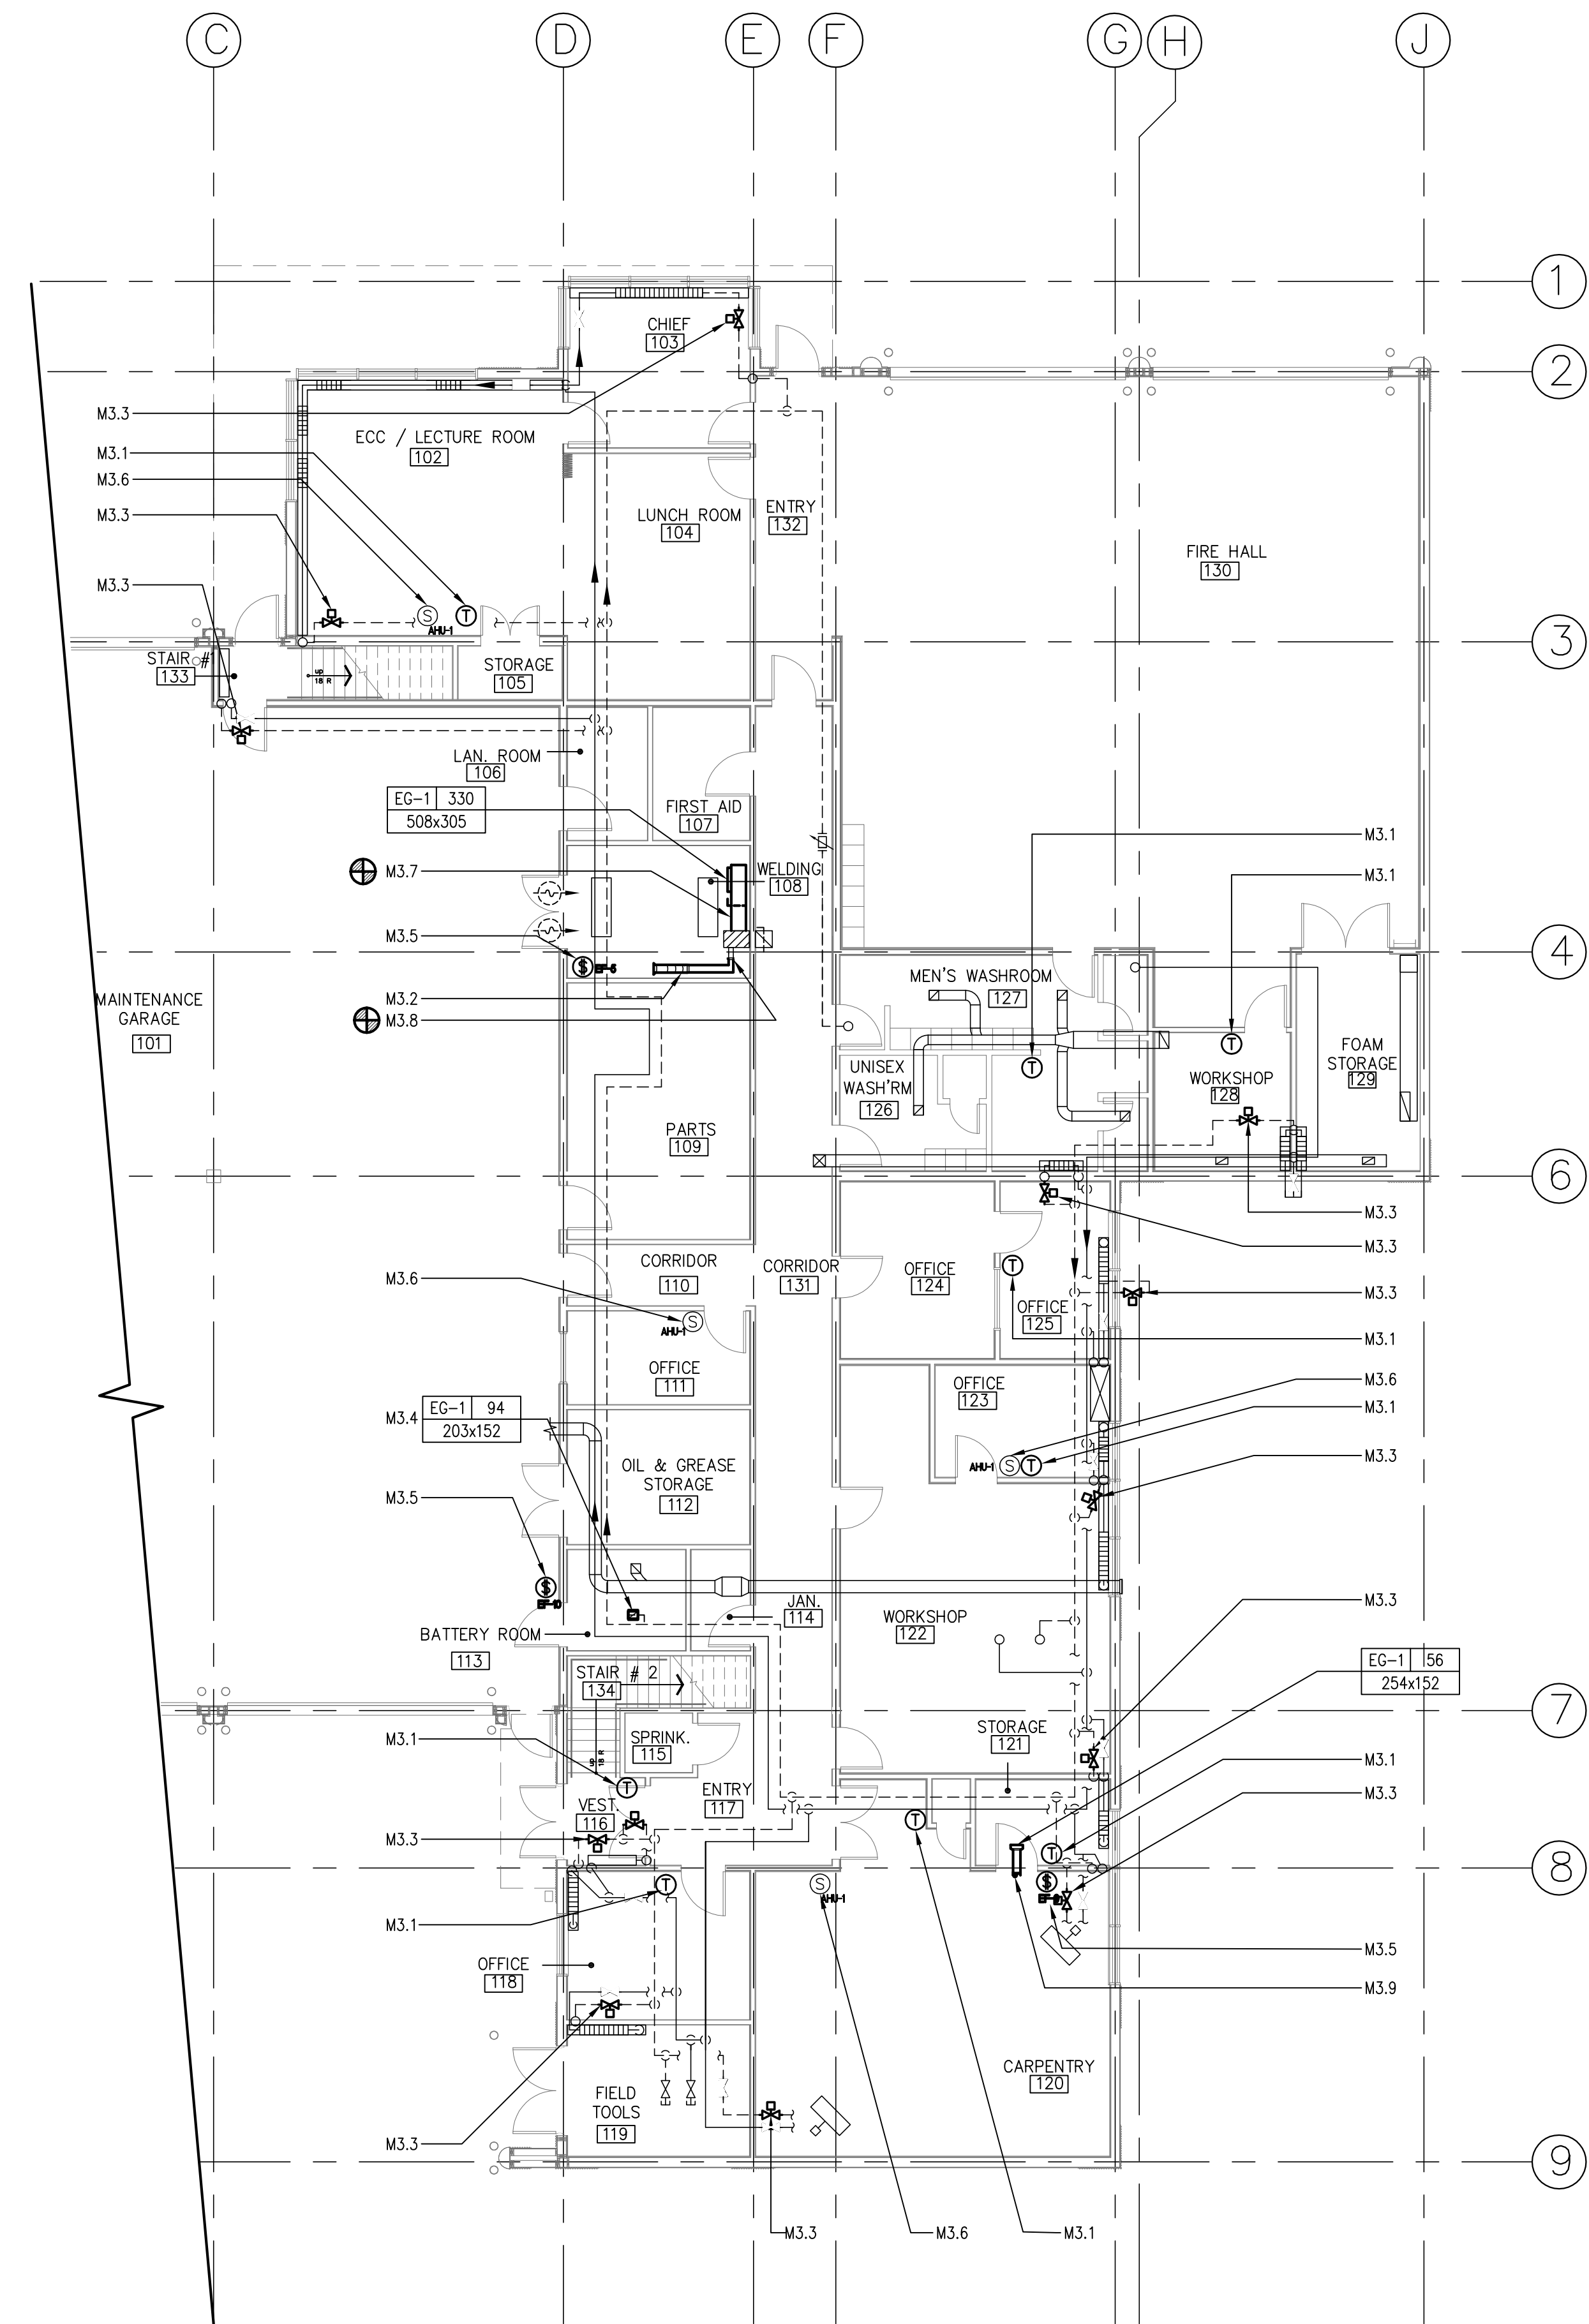 C D E F G H J
1
CHIEF
103
2
M3.3
ECC / LECTURE ROOM
102
M3.1
M3.6
M3.3
LUNCH ROOM
104
ENTRY
132
FIRE HALL
130
M3.3
S
T
AHU-1
3
STAIR #1
133
up
18 R
STORAGE
105
LAN. ROOM
106
EG-1 330
508x305
FIRST AID
107
M3.1
M3.7
WELDING
108
M3.1
M3.5
$
EF-5
4
MEN'S WASHROOM
127
M3.2
M3.8
MAINTENANCE
GARAGE
101
T
T
FOAM
STORAGE
129
UNISEX
WASH'RM
126
WORKSHOP
128
PARTS
109
6
M3.3
M3.3
CORRIDOR
110
CORRIDOR
131
OFFICE
124
T
M3.6
M3.3
OFFICE
125
S
AHU-1
M3.1
OFFICE
111
OFFICE
123
M3.6
M3.4
EG-1 94
203x152
M3.1
M3.3
OIL & GREASE
STORAGE
112
AHU-1
S
T
M3.5
$
EF-10
JAN.
114
WORKSHOP
122
M3.3
BATTERY ROOM
113
EG-1 56
254x152
STAIR # 2
134
7
STORAGE
121
M3.1
SPRINK.
115
up
18 R
M3.1
T
ENTRY
117
M3.3
VEST.
116
T
M3.3
T
8
T
S
AHU-1
$
M3.1
M3.5
OFFICE
118
M3.9
CARPENTRY
120
FIELD
TOOLS
119
M3.3
9
M3.3
M3.6
M3.1